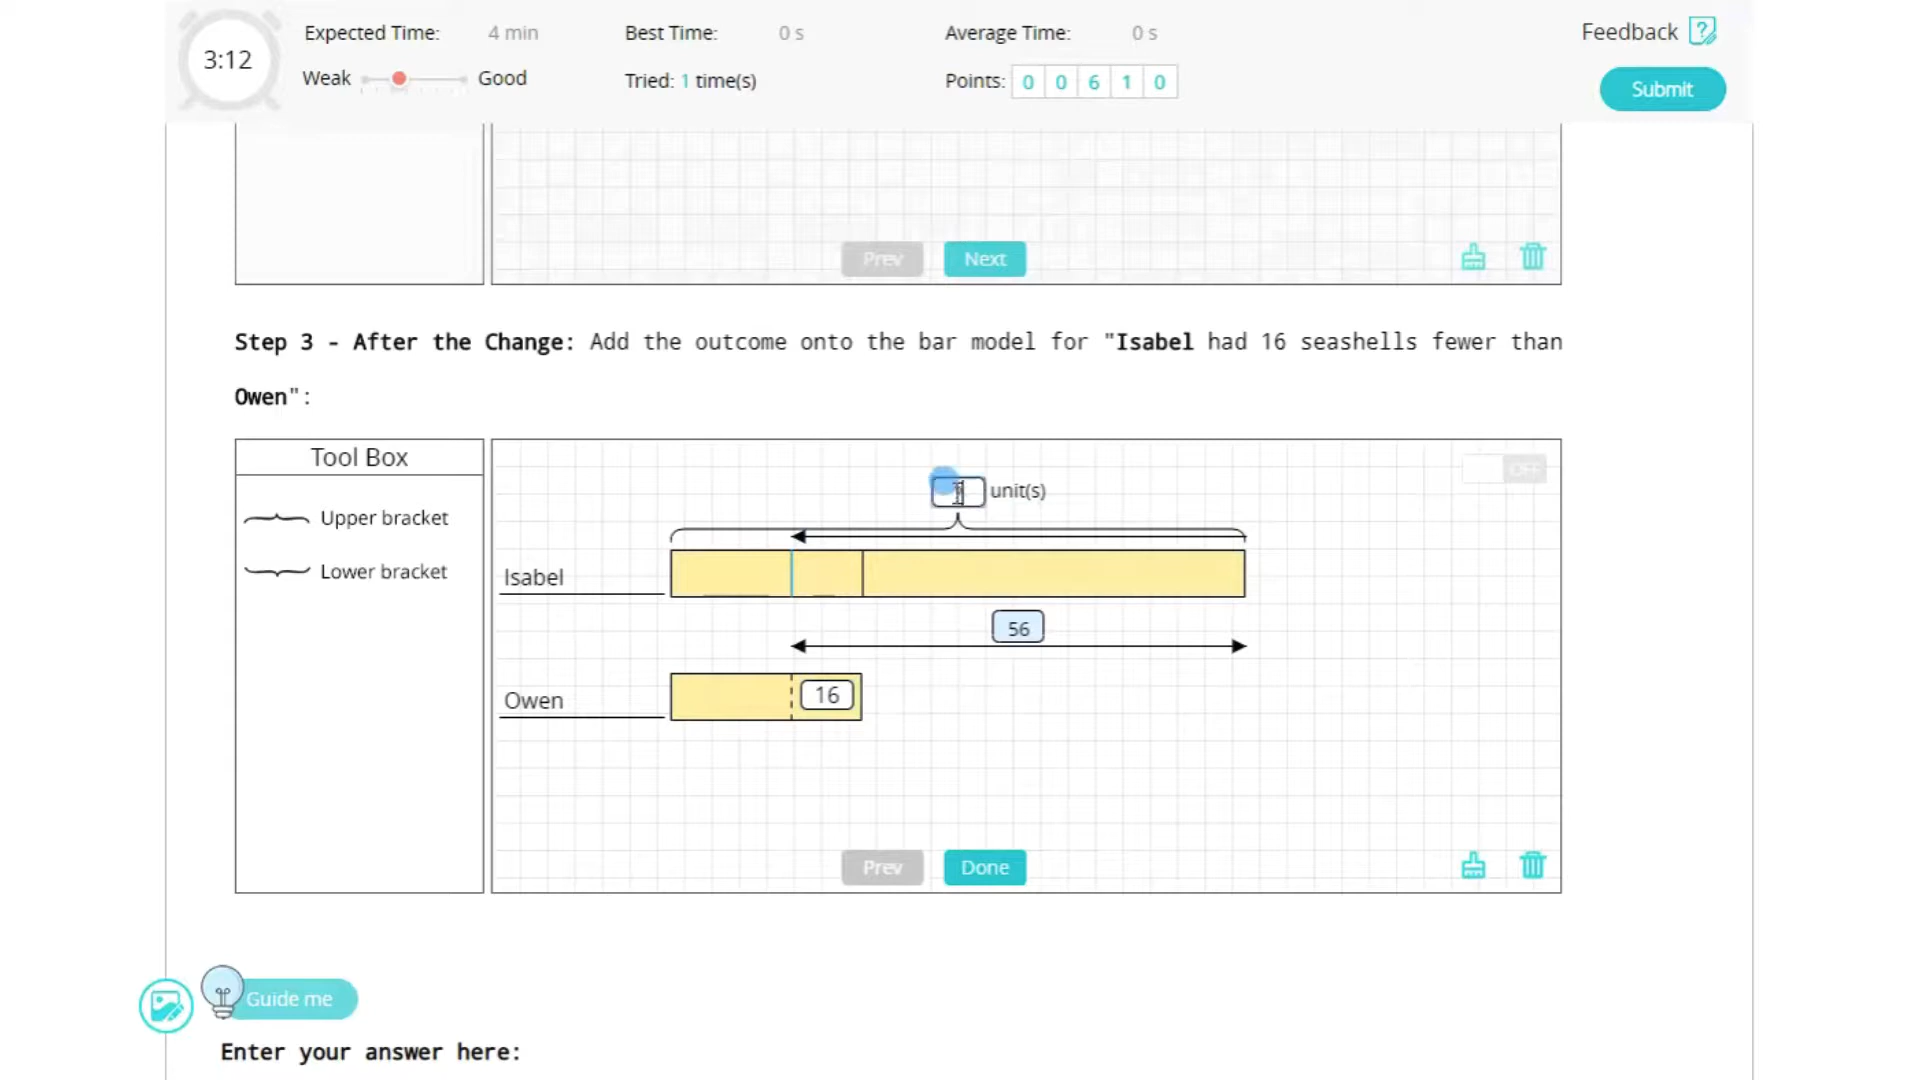 3:12
Expected Time: 4 min Best Time: 0 s Average Time: 0 s Feedback
Weak Good Tried: 1 time(s) Points: 0 0 6 1 0 Submit
Prev Next
Step 3 - After the Change: Add the outcome onto the bar model for "Isabel had 16 seashells fewer than
Owen":
Tool Box
OFF
unit(s)
Upper bracket
Lower bracket
Isabel
56
Owen 16
Prev Done
Guide me
Enter your answer here: